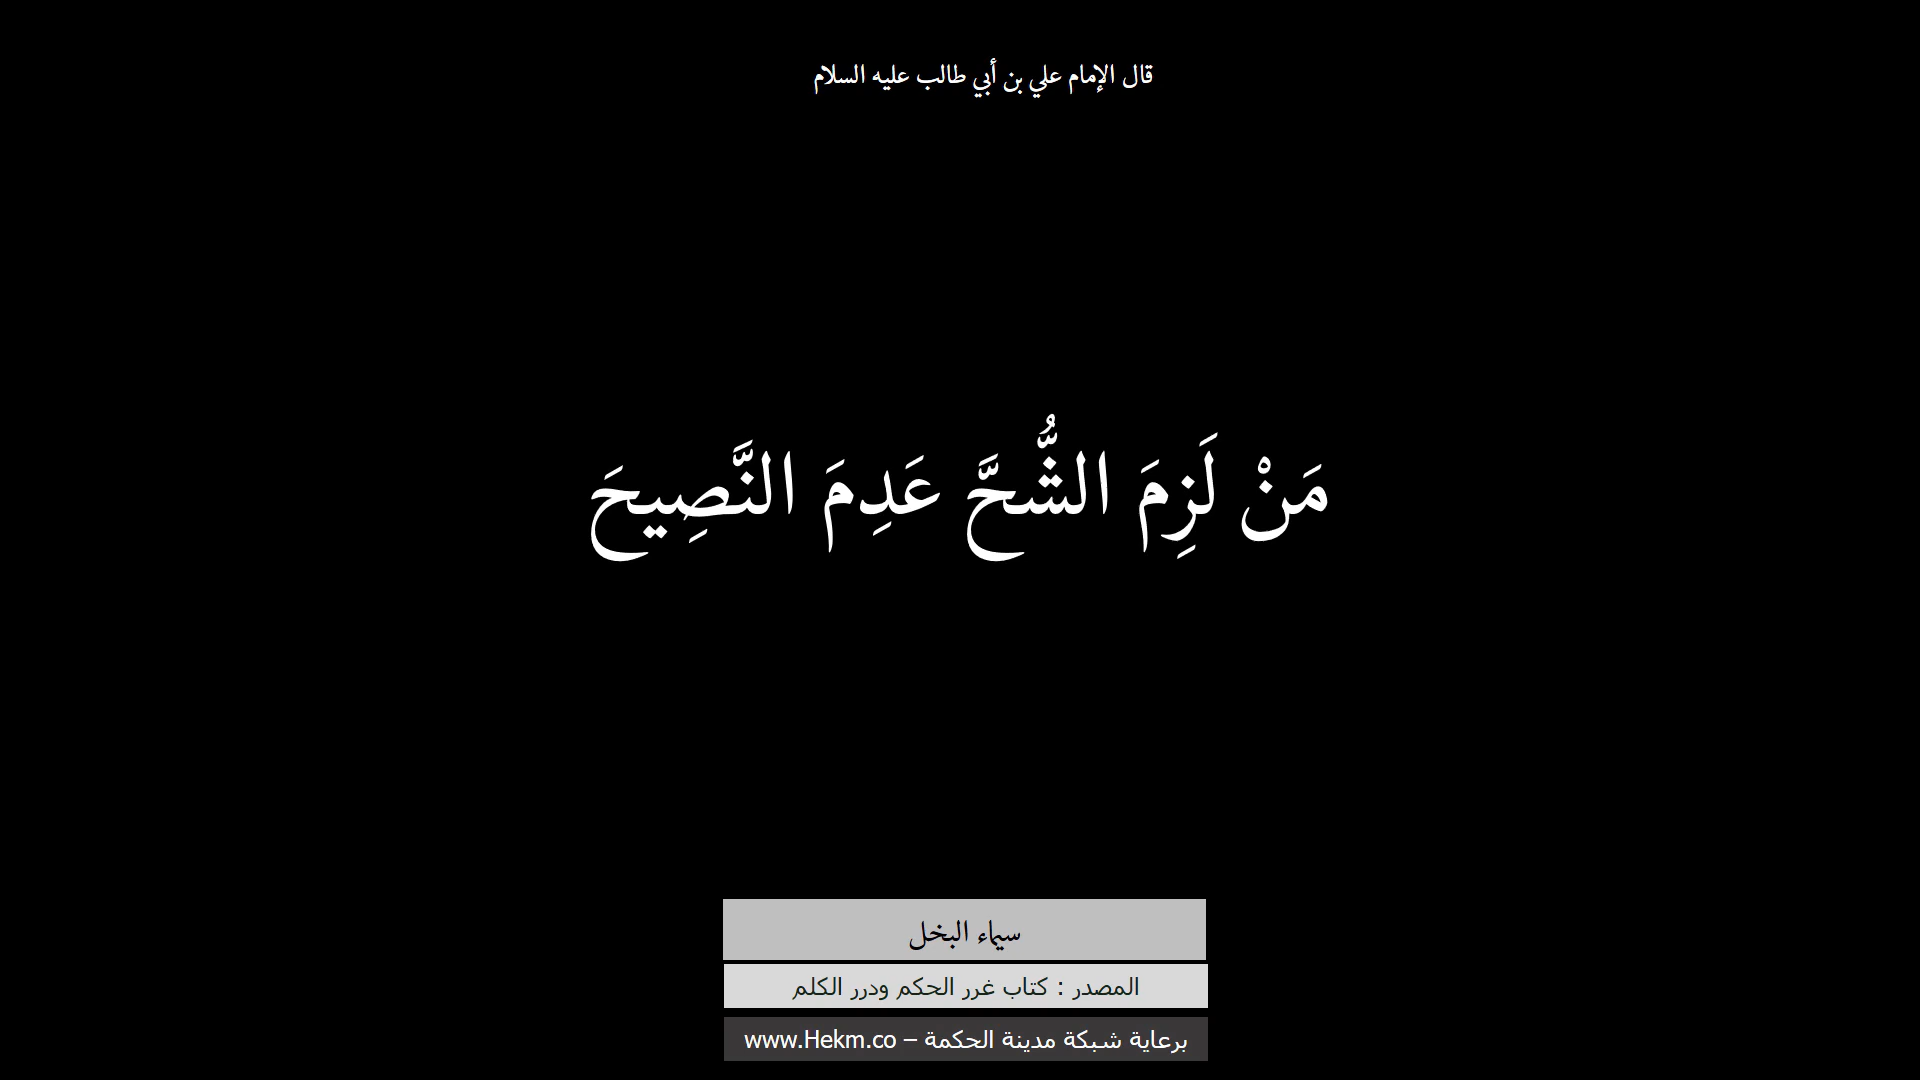 قال الإمام علي بن أبي طالب عليه السلام
مَنْ لَزِمَ الشُّحَّ عَدِمَ النَّصِيحَ
سيماء البخل
المصدر : كتاب غرر الحكم ودرر الكلم
برعاية شبكة مدينة الحكمة – www.Hekm.co